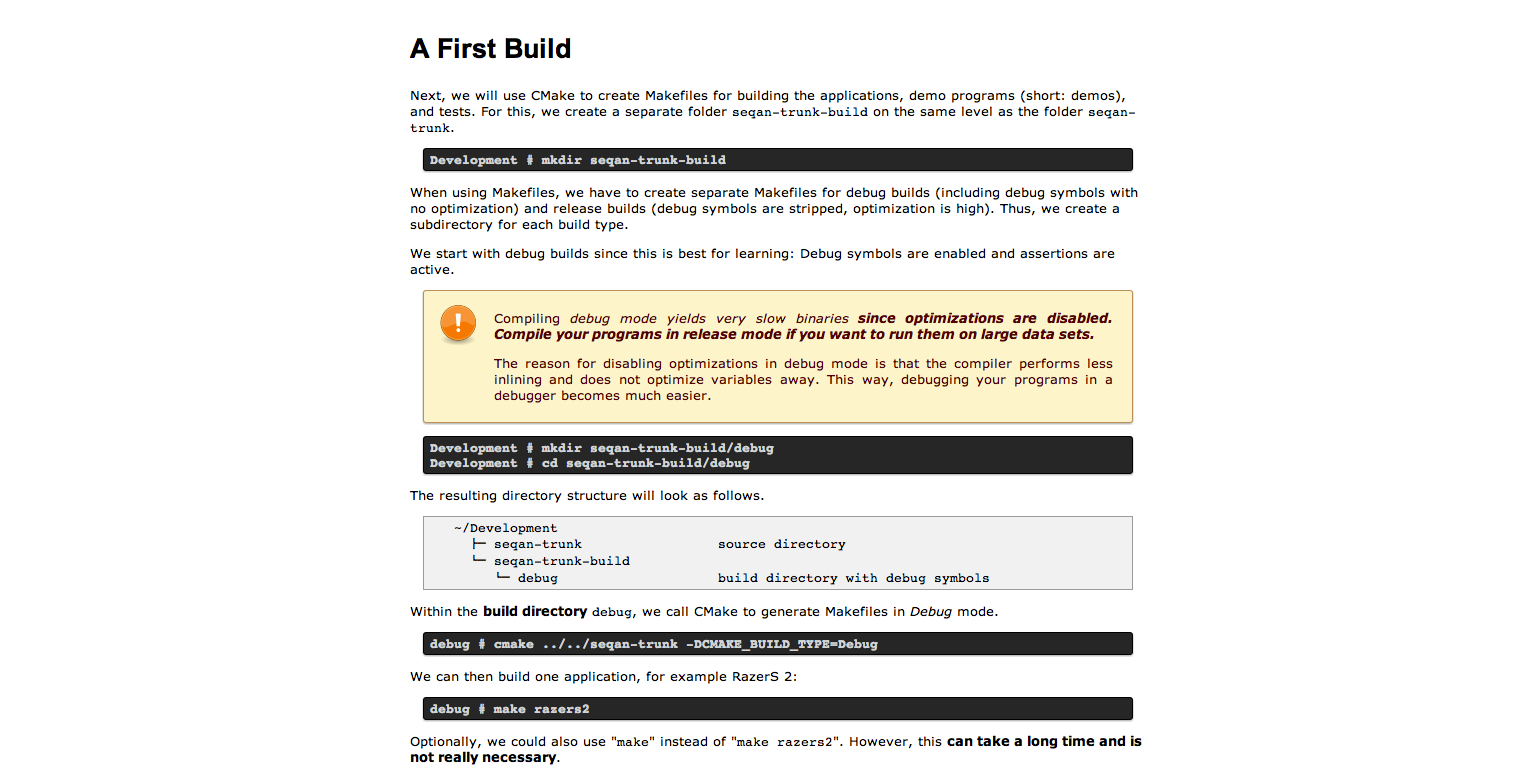 A First Build
Next, we will use CMake to create Makefiles for building the applications, demo programs (short: demos),
and tests. For this, we create a separate folder seqan-trunk-build on the same level as the folder seqan-
trunk.
Development # mkdir seqan-trunk-build
When using Makefiles, we have to create separate Makefiles for debug builds (including debug symbols with
no optimization) and release builds (debug symbols are stripped, optimization is high). Thus, we create a
subdirectory for each build type.
We start with debug builds since this is best for learning: Debug symbols are enabled and assertions are
active.
Compiling debug mode yields very slow binaries since optimizations are disabled.
Compile your programs in release mode if you want to run them on large data sets.
The reason for disabling optimizations in debug mode is that the compiler performs less
inlining and does not optimize variables away. This way, debugging your programs in a
debugger becomes much easier.
Development # mkdir seqan-trunk-build/debug
Development # cd seqan-trunk-build/debug
The resulting directory structure will look as follows.
~/Development
├─ seqan-trunk source directory
└─ seqan-trunk-build
└─ debug build directory with debug symbols
Within the build directory debug, we call CMake to generate Makefiles in Debug mode.
debug # cmake ../../seqan-trunk -DCMAKE_BUILD_TYPE=Debug
We can then build one application, for example RazerS 2:
debug # make razers2
Optionally, we could also use "make" instead of "make razers2". However, this can take a long time and is
not really necessary.